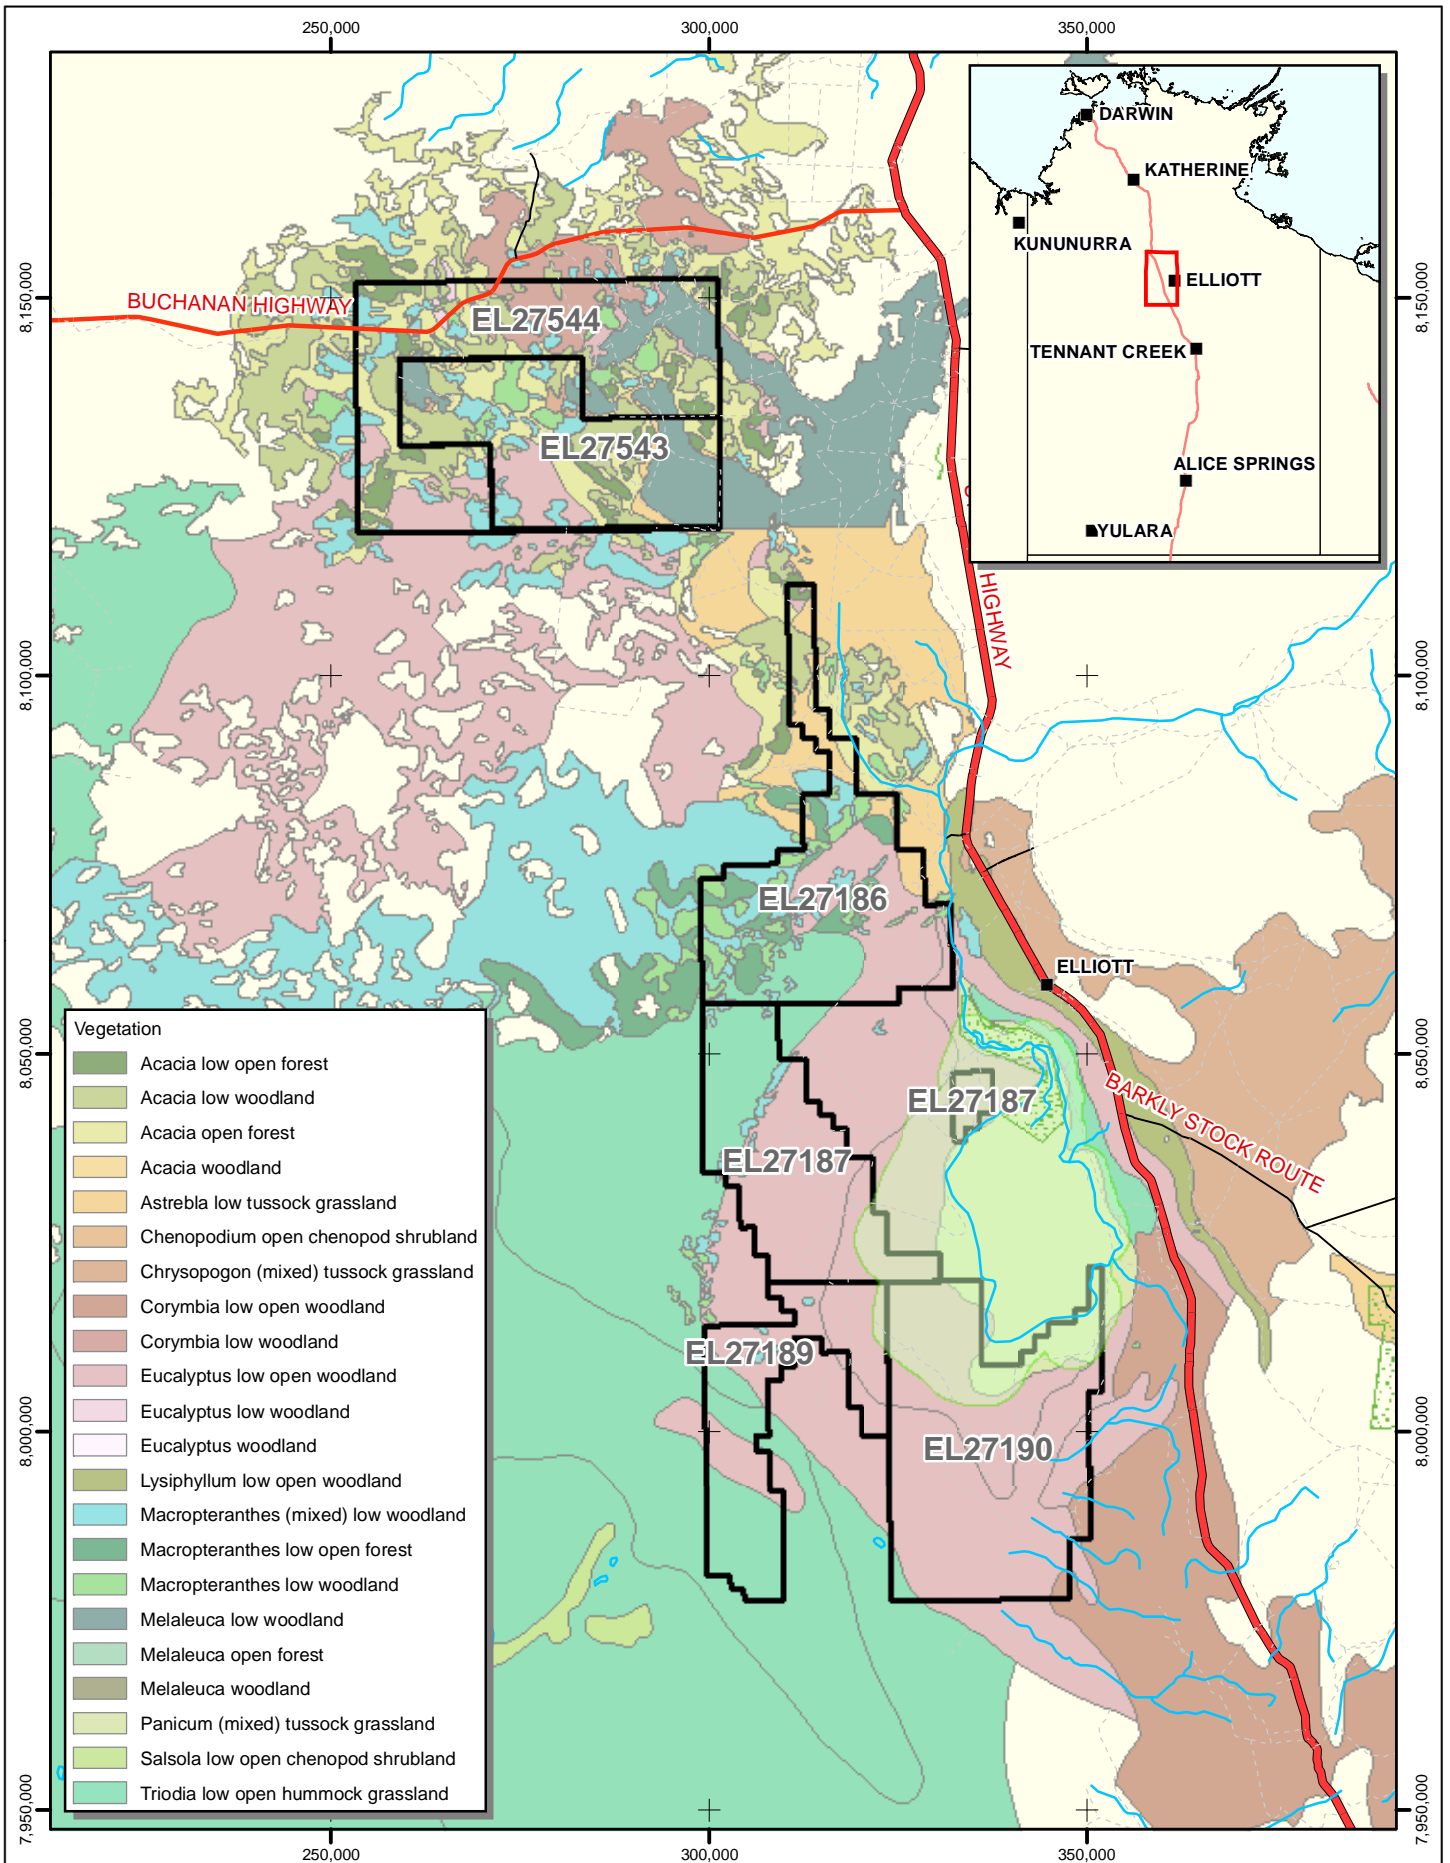 250,000
300,000
350,000
DARWIN
KATHERINE
KUNUNURRA
ELLIOTT
TENNANT CREEK
ALICE SPRINGS
YULARA
8,150,000
8,150,000
BUCHANAN HIGHWAY
EL27544
EL27543
HIGHWAY
8,100,000
8,100,000
EL27186
ELLIOTT
8,050,000
8,050,000
EL27187
BARKLY STOCK ROUTE
EL27187
EL27189
EL27190
8,000,000
8,000,000
Vegetation
Acacia low open forest
Acacia low woodland
Acacia open forest
Acacia woodland
Astrebla low tussock grassland
Chenopodium open chenopod shrubland
Chrysopogon (mixed) tussock grassland
Corymbia low open woodland
Corymbia low woodland
Eucalyptus low open woodland
Eucalyptus low woodland
Eucalyptus woodland
Lysiphyllum low open woodland
Macropteranthes (mixed) low woodland
Macropteranthes low open forest
Macropteranthes low woodland
Melaleuca low woodland
Melaleuca open forest
Melaleuca woodland
Panicum (mixed) tussock grassland
Salsola low open chenopod shrubland
Triodia low open hummock grassland
7,950,000
7,950,000
250,000
300,000
350,000